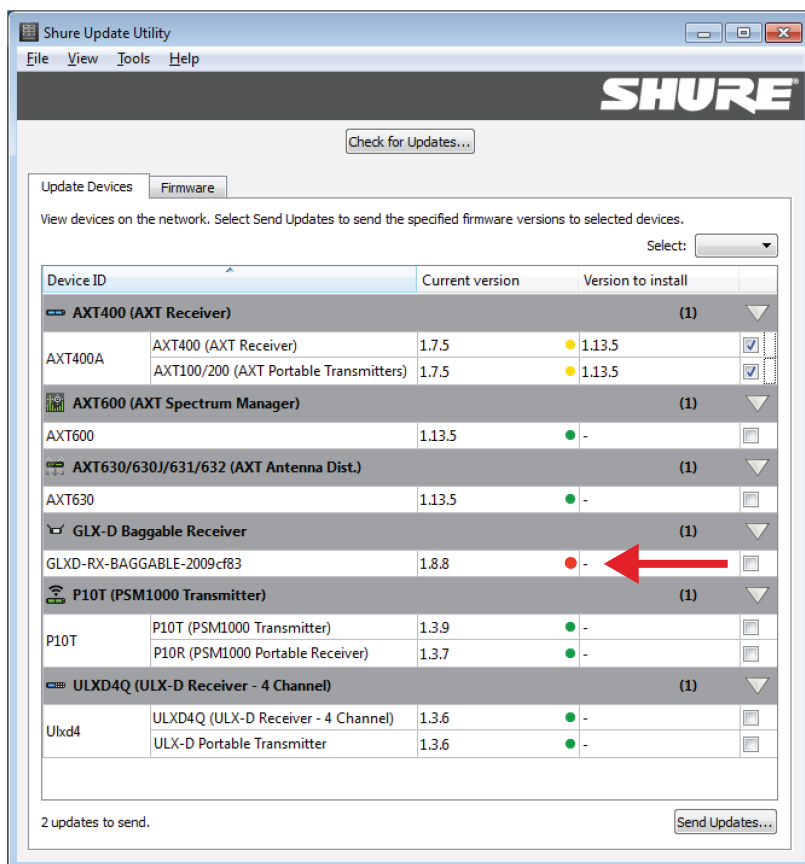 Shure Update Utility
File View Tools Help
SHURE
Check for Updates...
Update Devices Firmware
View devices on the network. Select Send Updates to send the specified firmware versions to selected devices.
Select:
Device ID Current version Version to install
AXT400 (AXT Receiver) (1)
AXT400A
AXT400 (AXT Receiver) 1.7.5 1.13.5
AXT100/200 (AXT Portable Transmitters) 1.7.5 1.13.5
AXT600 (AXT Spectrum Manager) (1)
AXT600 1.13.5 -
AXT630/630J/631/632 (AXT Antenna Dist.) (1)
AXT630 1.13.5 -
GLX-D Baggable Receiver (1)
GLXD-RX-BAGGABLE-2009cf83 1.8.8 -
P10T (PSM1000 Transmitter) (1)
P10T
P10T (PSM1000 Transmitter) 1.3.9 -
P10R (PSM1000 Portable Receiver) 1.3.7 -
ULXD4Q (ULX-D Receiver - 4 Channel) (1)
Ulxd4
ULXD4Q (ULX-D Receiver - 4 Channel) 1.3.6 -
ULX-D Portable Transmitter 1.3.6 -
2 updates to send.
Send Updates...